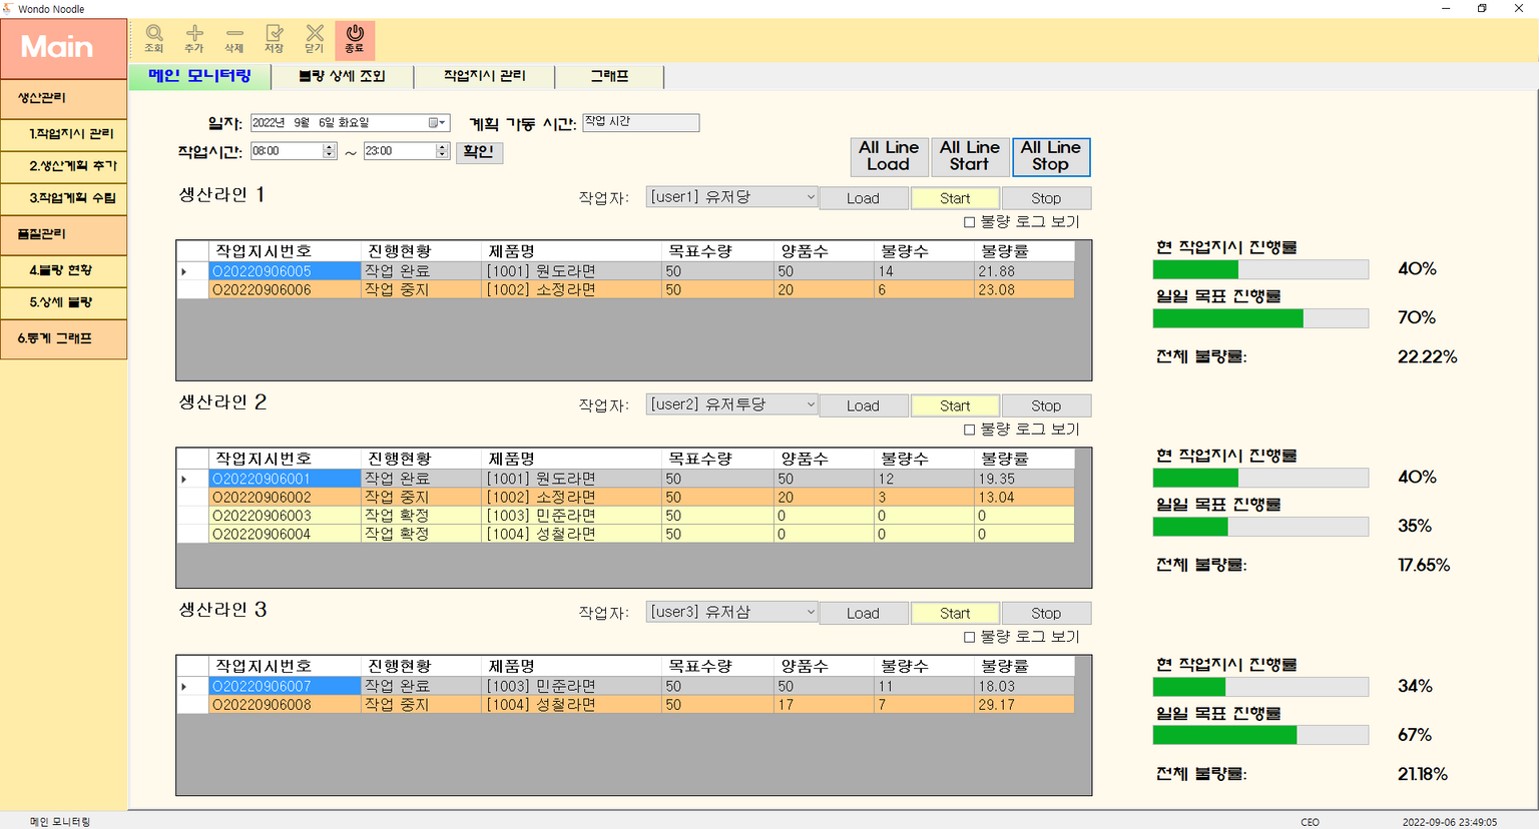 Wondo Noodle
Main
조회 추가 삭제 저장 닫기 종료
메인 모니터링 불량 상세 조회 작업지시 관리 그래프
생산관리
1.작업지시 관리
2.생산계획 추가
3.작업계획 수립
품질관리
4.불량 현황
5.상세 불량
6.통계 그래프
일자: 2022년 9월 6일 화요일 계획 가동 시간: 작업 시간
작업시간: 08:00 ~ 23:00 확인
All Line Load All Line Start All Line Stop
생산라인 1 작업자: [user1] 유저당 Load Start Stop
불량 로그 보기
작업지시번호 진행현황 제품명 목표수량 양품수 불량수 불량률
O20220906005 작업 완료 [1001] 원도라면 50 50 14 21.88
O20220906006 작업 중지 [1002] 소정라면 50 20 6 23.08
현 작업지시 진행률
40%
일일 목표 진행률
70%
전체 불량률: 22.22%
생산라인 2 작업자: [user2] 유저투당 Load Start Stop
불량 로그 보기
작업지시번호 진행현황 제품명 목표수량 양품수 불량수 불량률
O20220906001 작업 완료 [1001] 원도라면 50 50 12 19.35
O20220906002 작업 중지 [1002] 소정라면 50 20 3 13.04
O20220906003 작업 확정 [1003] 민준라면 50 0 0 0
O20220906004 작업 확정 [1004] 성철라면 50 0 0 0
현 작업지시 진행률
40%
일일 목표 진행률
35%
전체 불량률: 17.65%
생산라인 3 작업자: [user3] 유저삼 Load Start Stop
불량 로그 보기
작업지시번호 진행현황 제품명 목표수량 양품수 불량수 불량률
O20220906007 작업 완료 [1003] 민준라면 50 50 11 18.03
O20220906008 작업 중지 [1004] 성철라면 50 17 7 29.17
현 작업지시 진행률
34%
일일 목표 진행률
67%
전체 불량률: 21.18%
메인 모니터링 CEO 2022-09-06 23:49:05